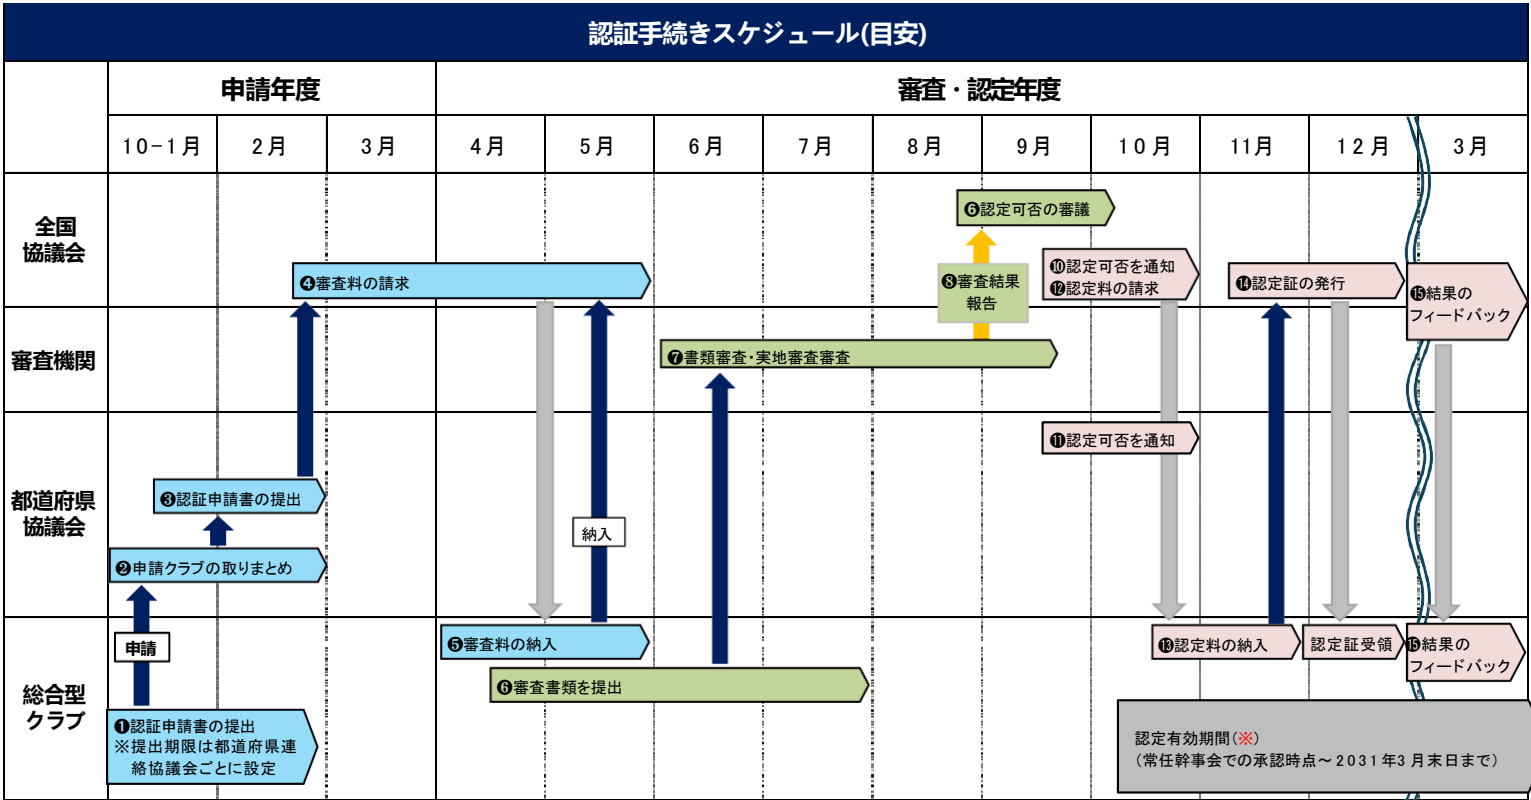 認証手続きスケジュール(目安)
申請年度
審査・認定年度
10-1月
2月
3月
4月
5月
6月
7月
8月
9月
10月
11月
12月
3月
全国
協議会
❻認定可否の審議
❹審査料の請求
❽審査結果
報告
❿認定可否を通知
⓬認定料の請求
⓮認定証の発行
⓯結果の
フィードバック
審査機関
❼書類審査・実地審査審査
都道府県
協議会
⓫認定可否を通知
❸認証申請書の提出
納入
❷申請クラブの取りまとめ
総合型
クラブ
申請
❺審査料の納入
⓭認定料の納入
認定証受領
⓯結果の
フィードバック
❻審査書類を提出
❶認証申請書の提出
※提出期限は都道府県連
絡協議会ごとに設定
認定有効期間(※)
(常任幹事会での承認時点～2031年3月末日まで)